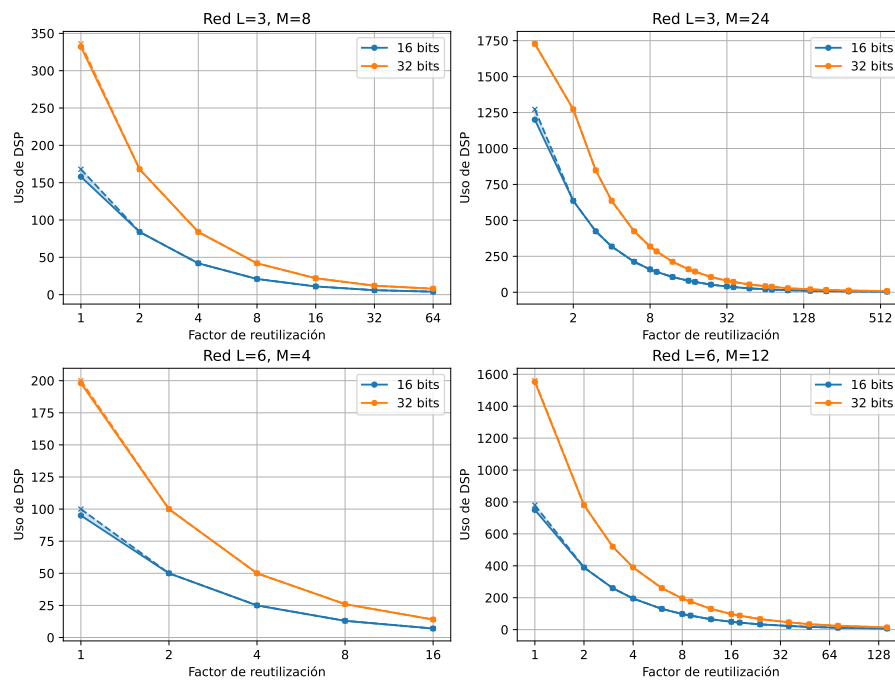 Red L=3, M=8
350
300
250
200
150
100
50
0
Uso de DSP
16 bits
32 bits
1 2 4 8 16 32 64
Factor de reutilización
Red L=3, M=24
1750
1500
1250
1000
750
500
250
0
Uso de DSP
16 bits
32 bits
2 8 32 128 512
Factor de reutilización
Red L=6, M=4
200
175
150
125
100
75
50
25
0
Uso de DSP
16 bits
32 bits
1 2 4 8 16
Factor de reutilización
Red L=6, M=12
1600
1400
1200
1000
800
600
400
200
0
Uso de DSP
16 bits
32 bits
1 2 4 8 16 32 64 128
Factor de reutilización